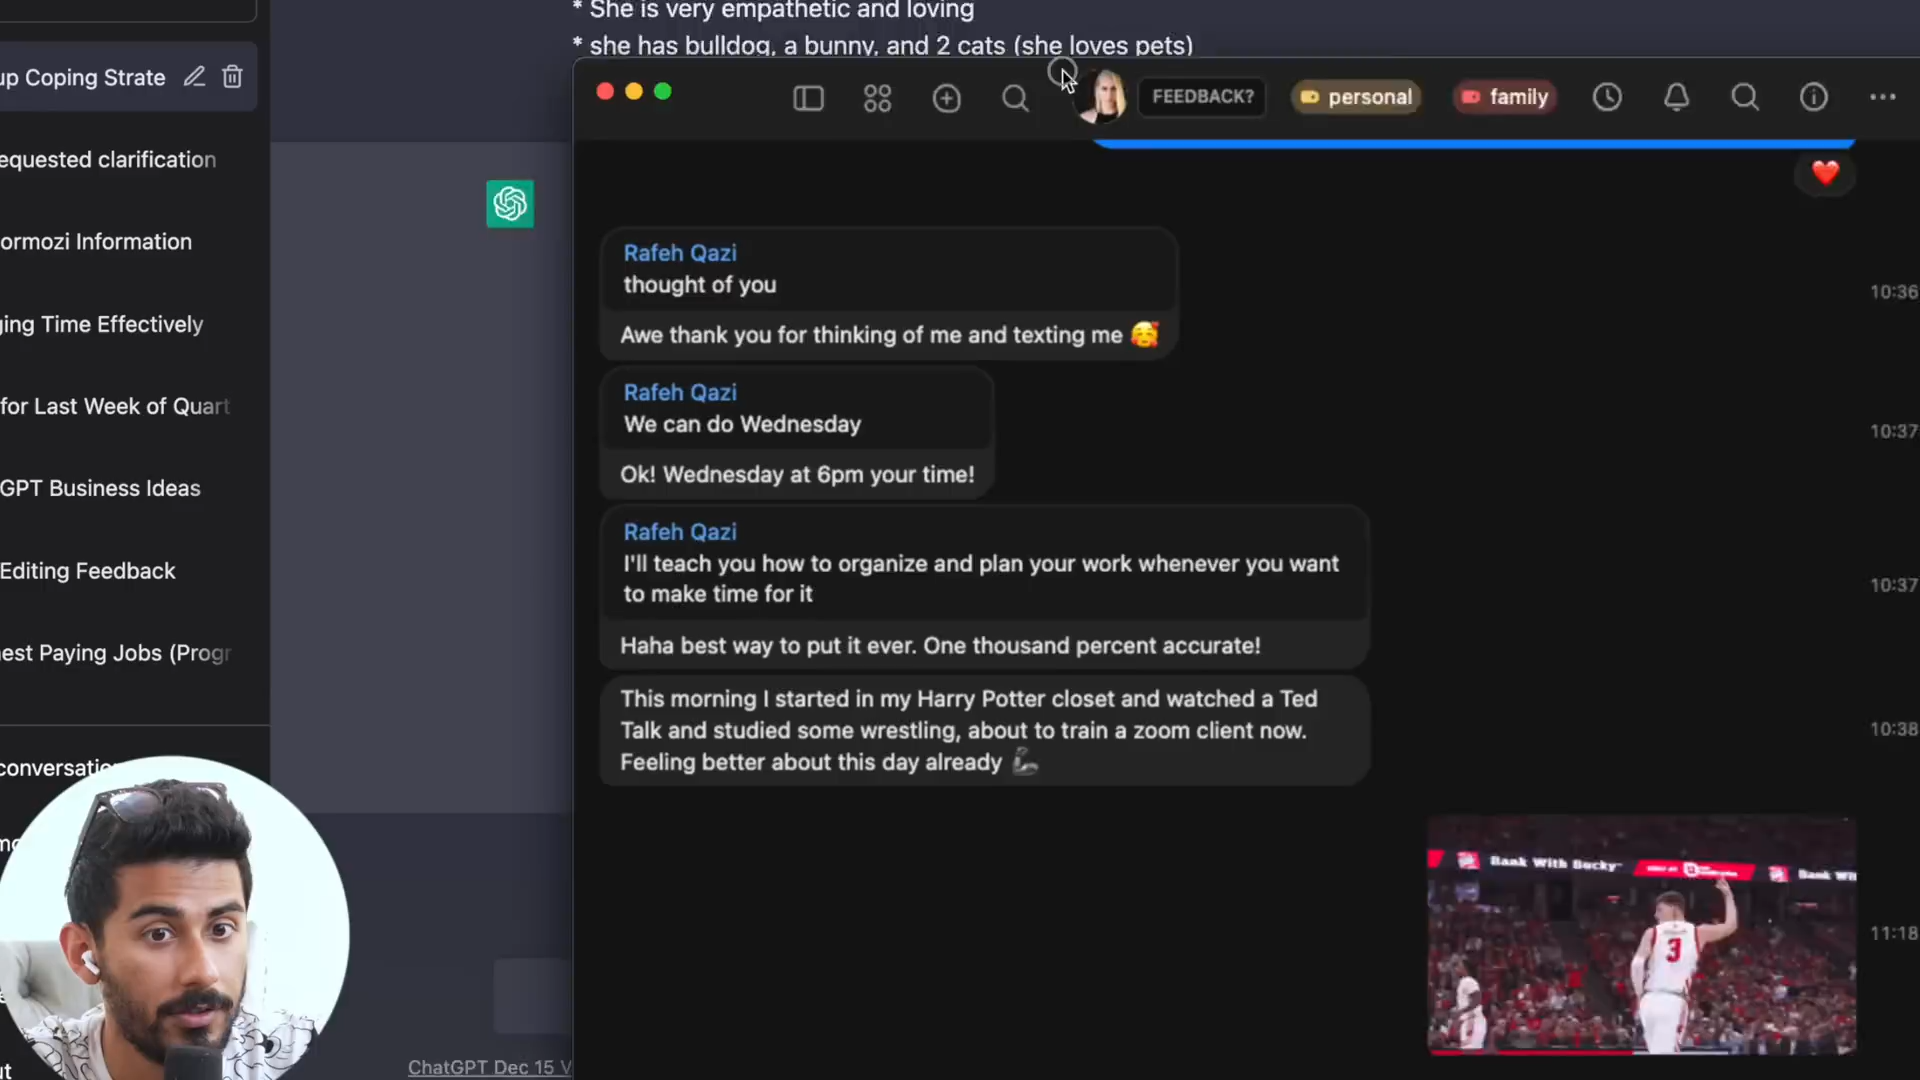 * She is very empathetic and loving
* she has bulldog, a bunny, and 2 cats (she loves pets)
up Coping Strate
FEEDBACK?
personal
family
equested clarification
ormozi Information
ging Time Effectively
for Last Week of Quart
GPT Business Ideas
Editing Feedback
nest Paying Jobs (Progr
conversatio
Rafeh Qazi
thought of you
10:36
Awe thank you for thinking of me and texting me 🥰
Rafeh Qazi
We can do Wednesday
10:37
Ok! Wednesday at 6pm your time!
Rafeh Qazi
I'll teach you how to organize and plan your work whenever you want
to make time for it
10:37
Haha best way to put it ever. One thousand percent accurate!
This morning I started in my Harry Potter closet and watched a Ted
Talk and studied some wrestling, about to train a zoom client now.
Feeling better about this day already 🦾
10:38
Bank With Bucky
Bank Wi
3
11:18
ChatGPT Dec 15 V